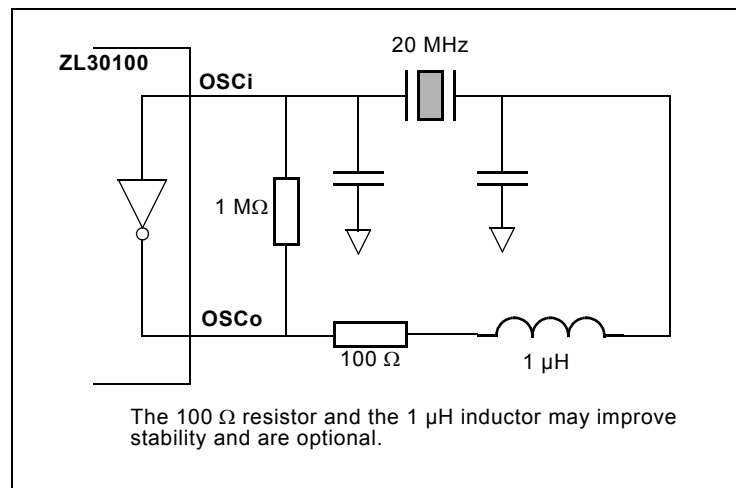 20 MHz
ZL30100
OSCi
1 MΩ
OSCo
100 Ω
1 µH
The 100 Ω resistor and the 1 µH inductor may improve
stability and are optional.